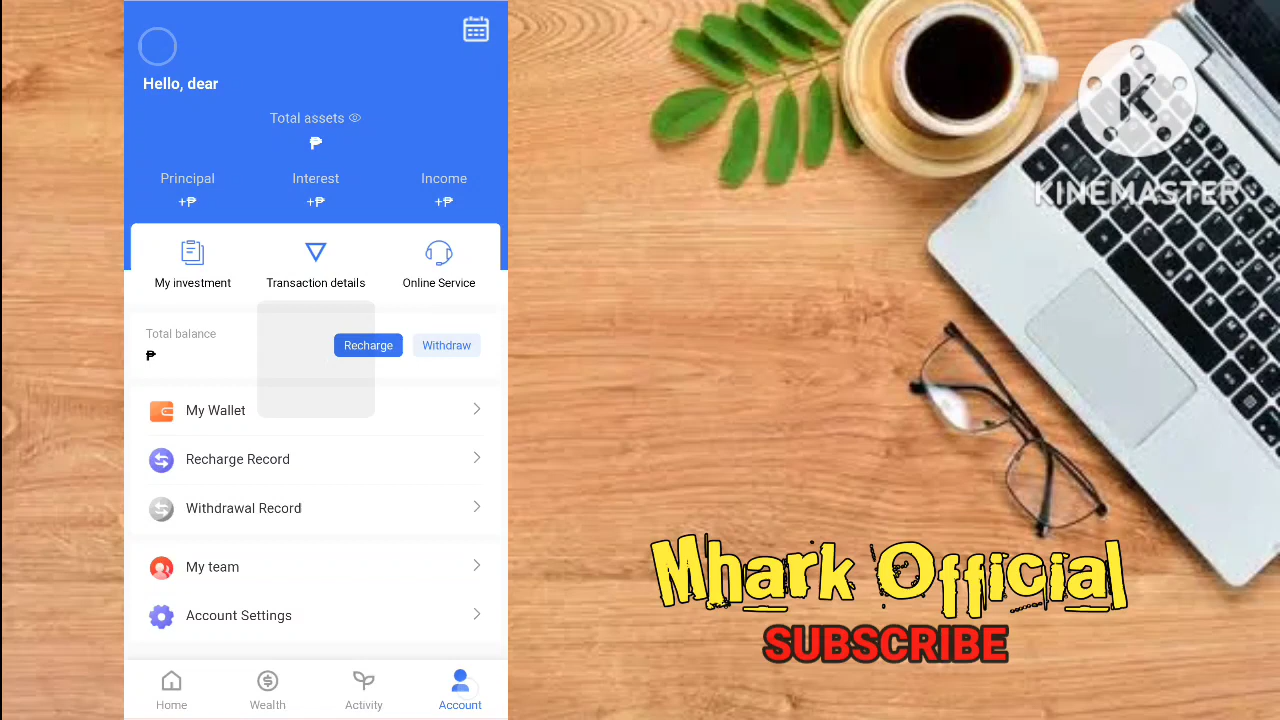 Hello, dear
Total assets
₱
Principal Interest Income
+₱ +₱ +₱
My investment Transaction details Online Service
Total balance
₱
Recharge Withdraw
My Wallet
Recharge Record
Withdrawal Record
My team
Account Settings
Home Wealth Activity Account
K
KINEMASTER
Mhark Official
SUBSCRIBE